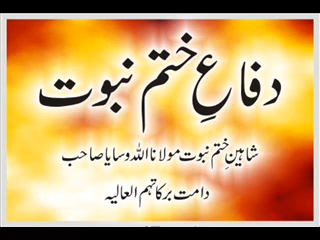 دفاعِ ختم نبوت
شاہینِ ختم نبوت مولانا اللہ وسایا صاحب
دامت برکاتہم العالیہ